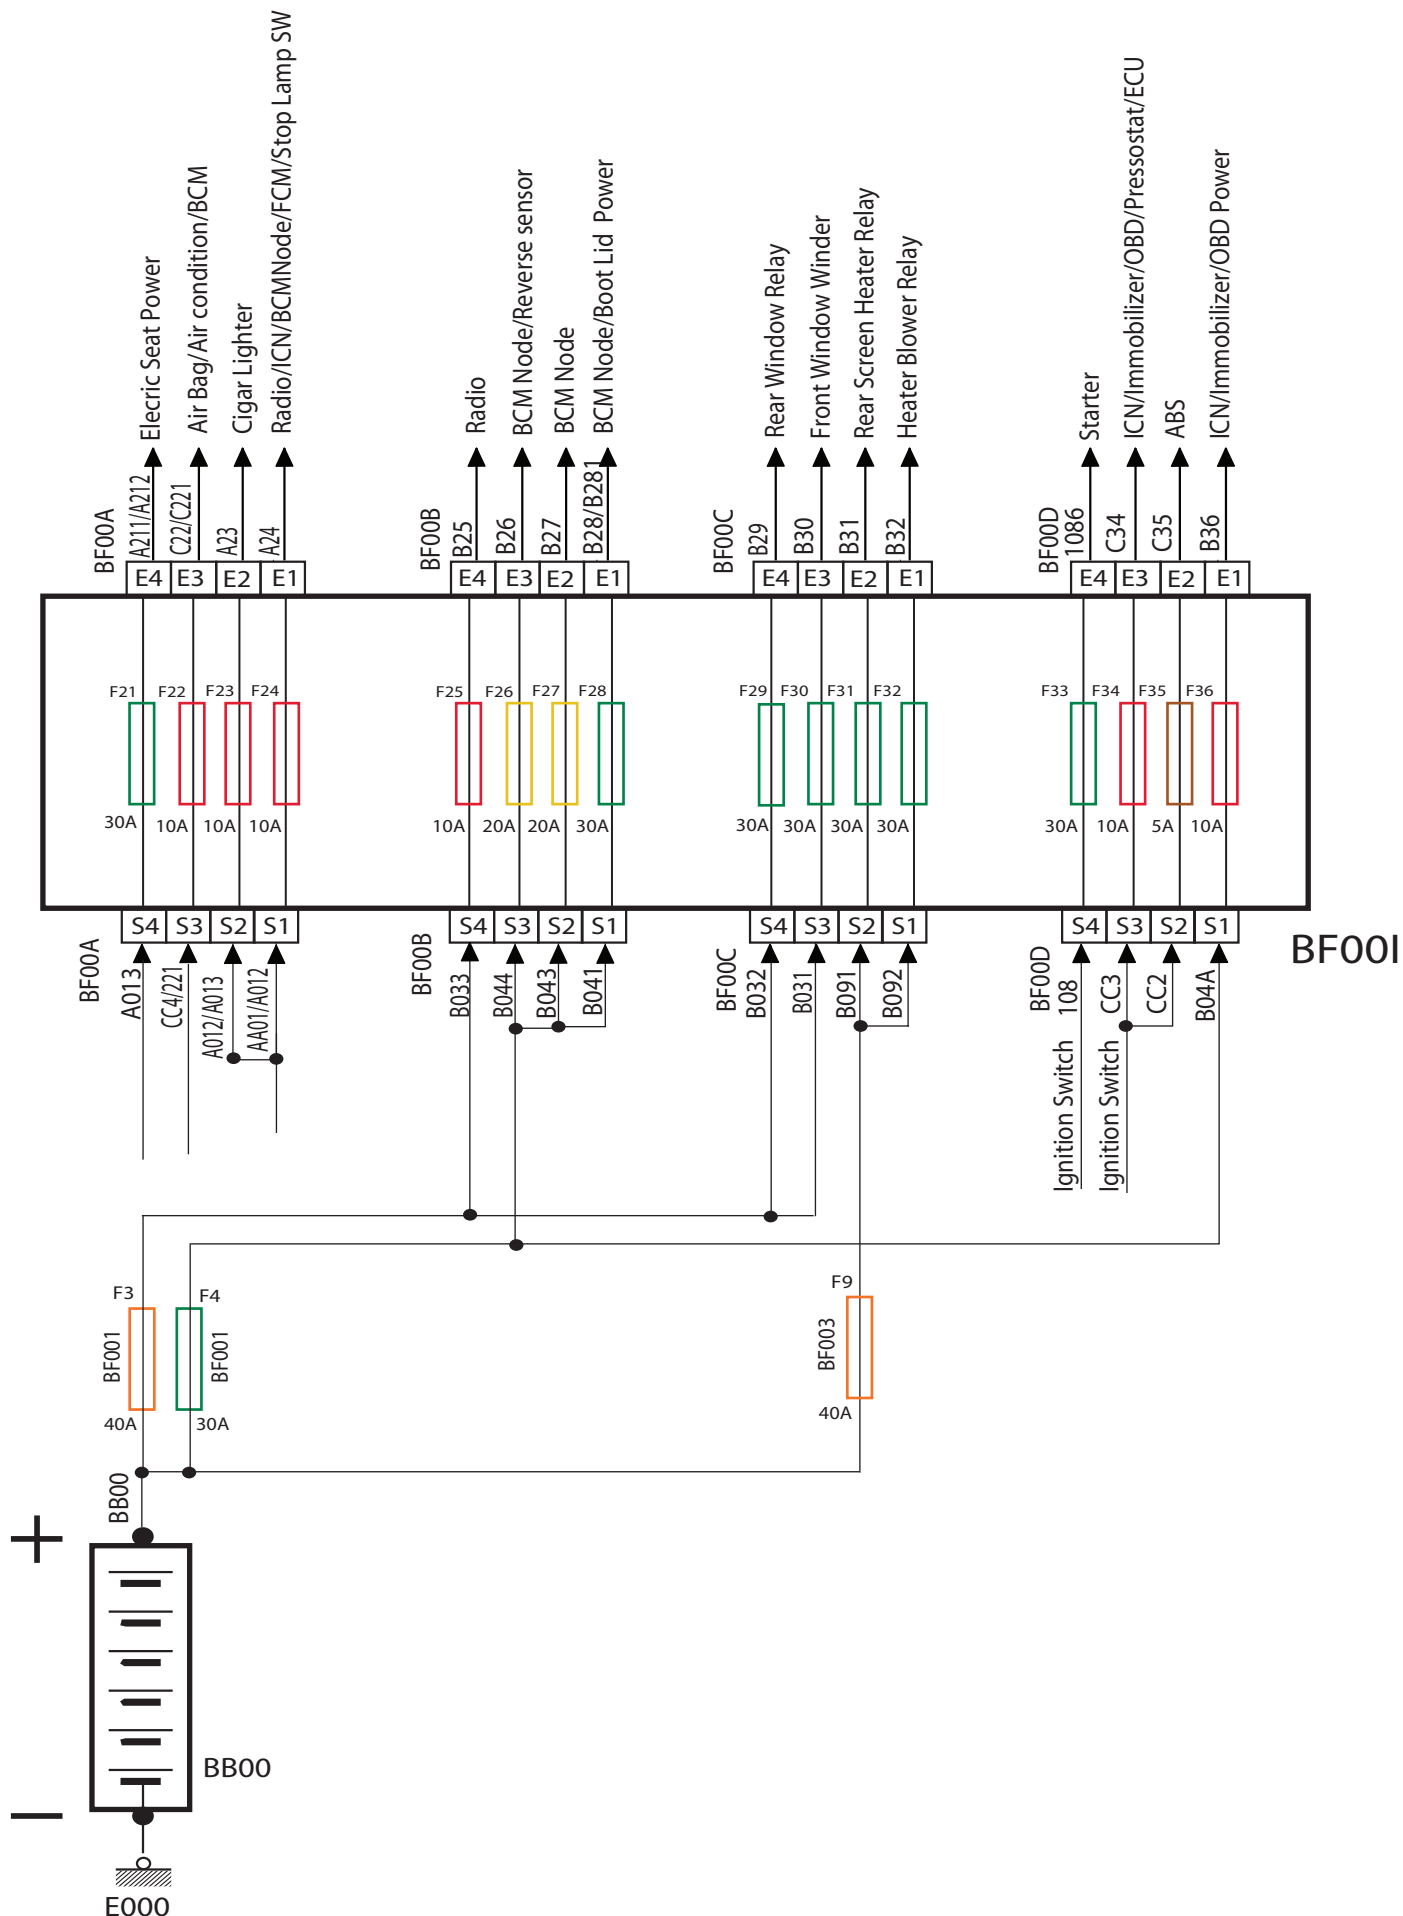 Elecric Seat Power
Air Bag/Air condition/BCM
Cigar Lighter
Radio/ICN/BCMNode/FCM/Stop Lamp SW
Radio
BCM Node/Reverse sensor
BCM Node
BCM Node/Boot Lid Power
Rear Window Relay
Front Window Winder
Rear Screen Heater Relay
Heater Blower Relay
Starter
ICN/Immobilizer/OBD/Pressostat/ECU
ABS
ICN/Immobilizer/OBD Power
BF00A
A211/A212
C22/C221
A23
A24
BF00B
B25
B26
B27
B28/B281
BF00C
B29
B30
B31
B32
BF00D
1086
C34
C35
B36
E4 E3 E2 E1
E4 E3 E2 E1
E4 E3 E2 E1
E4 E3 E2 E1
F21 F22 F23 F24
F25 F26 F27 F28
F29 F30 F31 F32
F33 F34 F35 F36
30A 10A 10A 10A
10A 20A 20A 30A
30A 30A 30A 30A
30A 10A 5A 10A
S4 S3 S2 S1
S4 S3 S2 S1
S4 S3 S2 S1
S4 S3 S2 S1
BF00I
BF00A
A013
CC4/221
A012/A013
AA01/A012
BF00B
B033
B044
B043
B041
BF00C
B032
B031
B091
B092
BF00D
108
CC3
CC2
B04A
Ignition Switch
Ignition Switch
F3
BF001
40A
F4
BF001
30A
F9
BF003
40A
BB00
+
BB00
−
E000